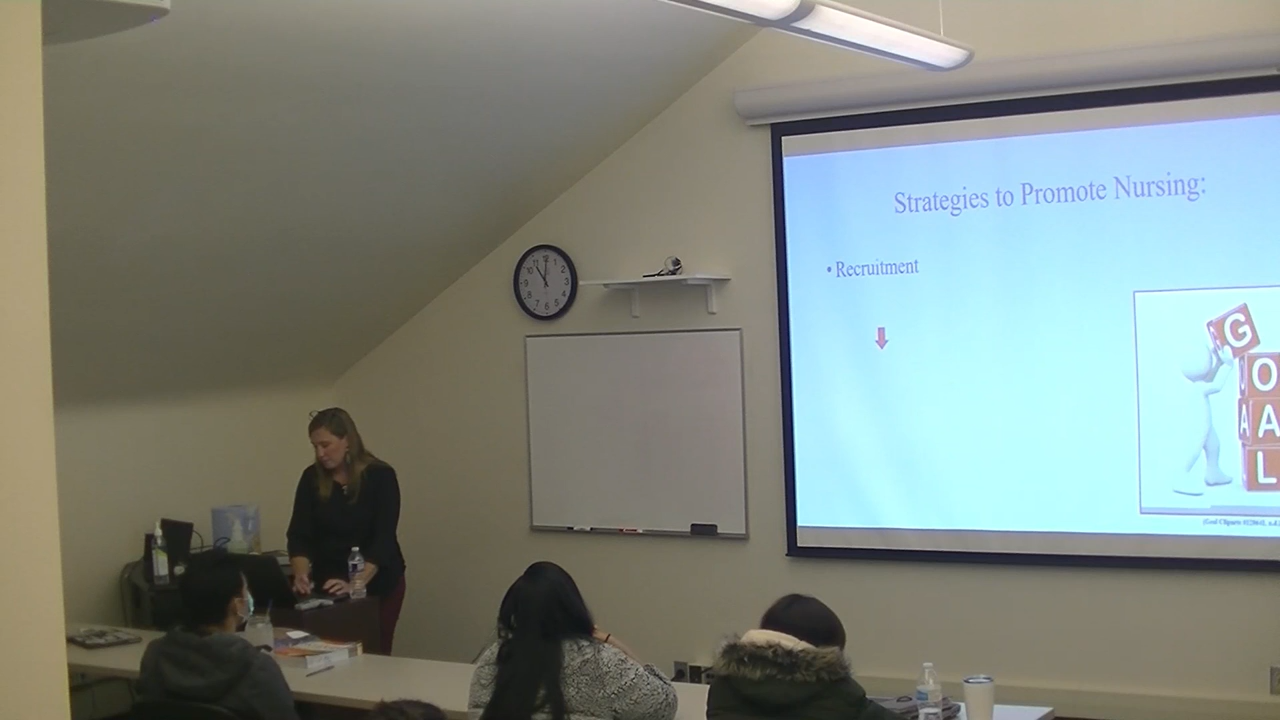 Strategies to Promote Nursing:
• Recruitment
G
O
A
L